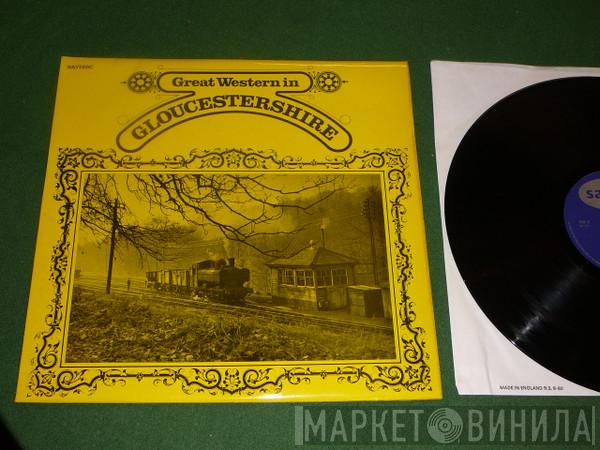 Great Western in
GLOUCESTERSHIRE
MADE IN ENGLAND
МАРКЕТ ВИНИЛА